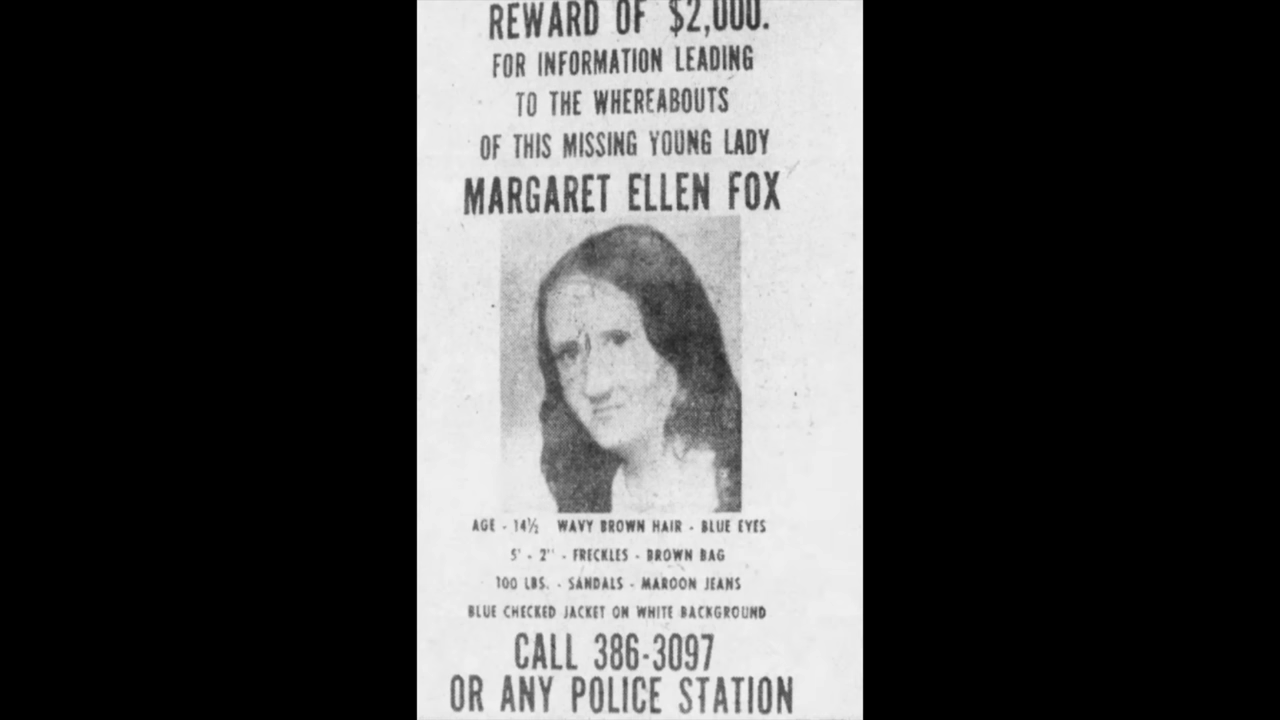 REWARD OF $2,000.
FOR INFORMATION LEADING
TO THE WHEREABOUTS
OF THIS MISSING YOUNG LADY
MARGARET ELLEN FOX
AGE - 14½ WAVY BROWN HAIR - BLUE EYES
5' - 2" - FRECKLES - BROWN BAG
100 LBS. - SANDALS - MAROON JEANS
BLUE CHECKED JACKET ON WHITE BACKGROUND
CALL 386-3097
OR ANY POLICE STATION